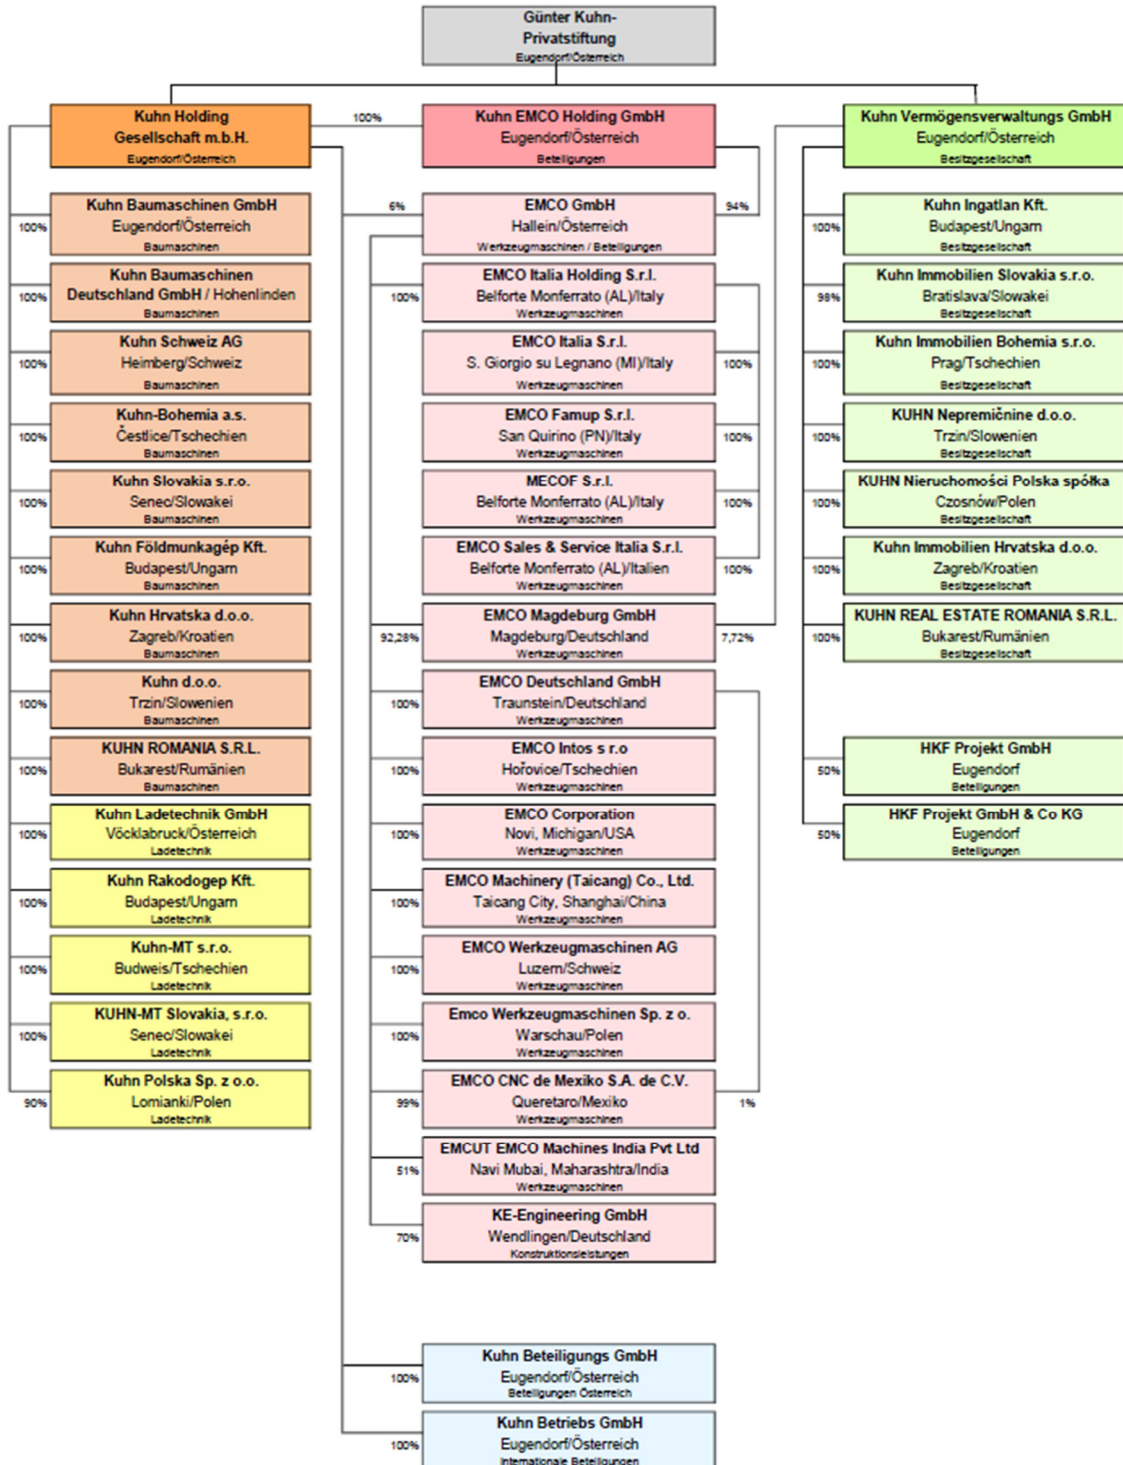 Günter Kuhn-
Privatstiftung
Eugendorf/Österreich
Kuhn Holding
Gesellschaft m.b.H.
Eugendorf/Österreich
100%
Kuhn EMCO Holding GmbH
Eugendorf/Österreich
Beteiligungen
Kuhn Vermögensverwaltungs GmbH
Eugendorf/Österreich
Besitzgesellschaft
100%
Kuhn Baumaschinen GmbH
Eugendorf/Österreich
Baumaschinen
100%
Kuhn Baumaschinen
Deutschland GmbH / Hohenlinden
Baumaschinen
100%
Kuhn Schweiz AG
Heimberg/Schweiz
Baumaschinen
100%
Kuhn-Bohemia a.s.
Čestlice/Tschechien
Baumaschinen
100%
Kuhn Slovakia s.r.o.
Senec/Slowakei
Baumaschinen
100%
Kuhn Földmunkagép Kft.
Budapest/Ungarn
Baumaschinen
100%
Kuhn Hrvatska d.o.o.
Zagreb/Kroatien
Baumaschinen
100%
Kuhn d.o.o.
Trzin/Slowenien
Baumaschinen
100%
KUHN ROMANIA S.R.L.
Bukarest/Rumänien
Baumaschinen
100%
Kuhn Ladetechnik GmbH
Vöcklabruck/Österreich
Ladetechnik
100%
Kuhn Rakodogep Kft.
Budapest/Ungarn
Ladetechnik
100%
Kuhn-MT s.r.o.
Budweis/Tschechien
Ladetechnik
100%
KUHN-MT Slovakia, s.r.o.
Senec/Slowakei
Ladetechnik
90%
Kuhn Polska Sp. z o.o.
Lomianki/Polen
Ladetechnik
6%
EMCO GmbH
Hallein/Österreich
Werkzeugmaschinen / Beteiligungen
94%
100%
EMCO Italia Holding S.r.l.
Belforte Monferrato (AL)/Italy
Werkzeugmaschinen
EMCO Italia S.r.l.
S. Giorgio su Legnano (MI)/Italy
Werkzeugmaschinen
100%
EMCO Famup S.r.l.
San Quirino (PN)/Italy
Werkzeugmaschinen
100%
MECOF S.r.l.
Belforte Monferrato (AL)/Italy
Werkzeugmaschinen
100%
EMCO Sales & Service Italia S.r.l.
Belforte Monferrato (AL)/Italien
Werkzeugmaschinen
100%
92,28%
EMCO Magdeburg GmbH
Magdeburg/Deutschland
Werkzeugmaschinen
7,72%
100%
EMCO Deutschland GmbH
Traunstein/Deutschland
Werkzeugmaschinen
100%
EMCO Intos s r.o
Hořovice/Tschechien
Werkzeugmaschinen
100%
EMCO Corporation
Novi, Michigan/USA
Werkzeugmaschinen
100%
EMCO Machinery (Taicang) Co., Ltd.
Taicang City, Shanghai/China
Werkzeugmaschinen
100%
EMCO Werkzeugmaschinen AG
Luzern/Schweiz
Werkzeugmaschinen
100%
Emco Werkzeugmaschinen Sp. z o.
Warschau/Polen
Werkzeugmaschinen
99%
EMCO CNC de Mexiko S.A. de C.V.
Queretaro/Mexiko
Werkzeugmaschinen
1%
51%
EMCUT EMCO Machines India Pvt Ltd
Navi Mubai, Maharashtra/India
Werkzeugmaschinen
70%
KE-Engineering GmbH
Wendlingen/Deutschland
Konstruktionsleistungen
100%
Kuhn Beteiligungs GmbH
Eugendorf/Österreich
Beteiligungen Österreich
100%
Kuhn Betriebs GmbH
Eugendorf/Österreich
Internationale Beteiligungen
100%
Kuhn Ingatlan Kft.
Budapest/Ungarn
Besitzgesellschaft
98%
Kuhn Immobilien Slovakia s.r.o.
Bratislava/Slowakei
Besitzgesellschaft
100%
Kuhn Immobilien Bohemia s.r.o.
Prag/Tschechien
Besitzgesellschaft
100%
KUHN Nepremičnine d.o.o.
Trzin/Slowenien
Besitzgesellschaft
100%
KUHN Nieruchomości Polska spółka
Czosnów/Polen
Besitzgesellschaft
100%
Kuhn Immobilien Hrvatska d.o.o.
Zagreb/Kroatien
Besitzgesellschaft
100%
KUHN REAL ESTATE ROMANIA S.R.L.
Bukarest/Rumänien
Besitzgesellschaft
50%
HKF Projekt GmbH
Eugendorf
Beteiligungen
50%
HKF Projekt GmbH & Co KG
Eugendorf
Beteiligungen